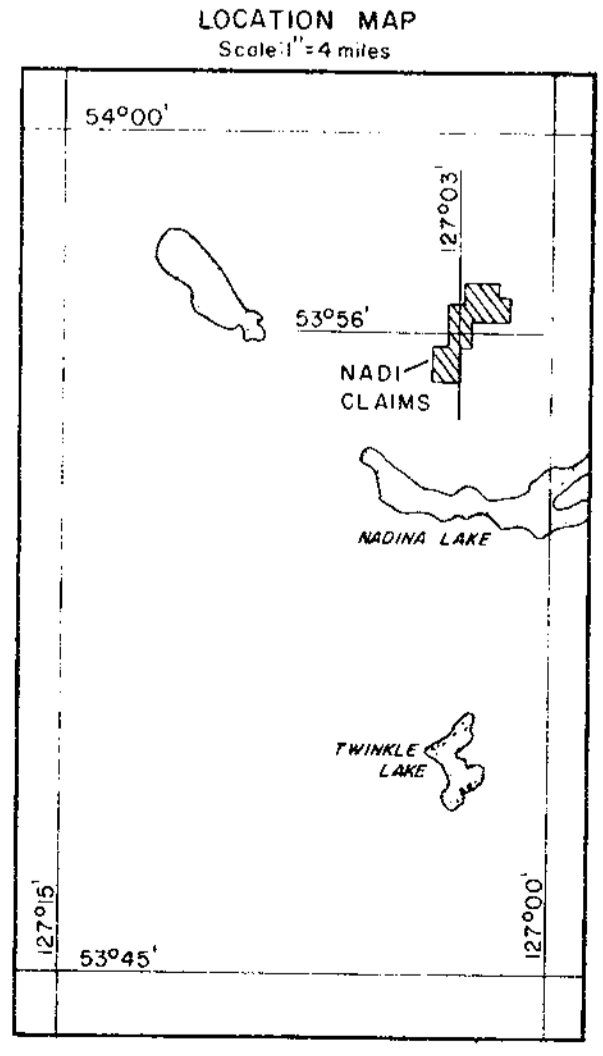 LOCATION MAP
Scale: 1" = 4 miles
54°00'
127°03'
53°56'
NADI
CLAIMS
NADINA LAKE
TWINKLE
LAKE
127°15'
127°00'
53°45'